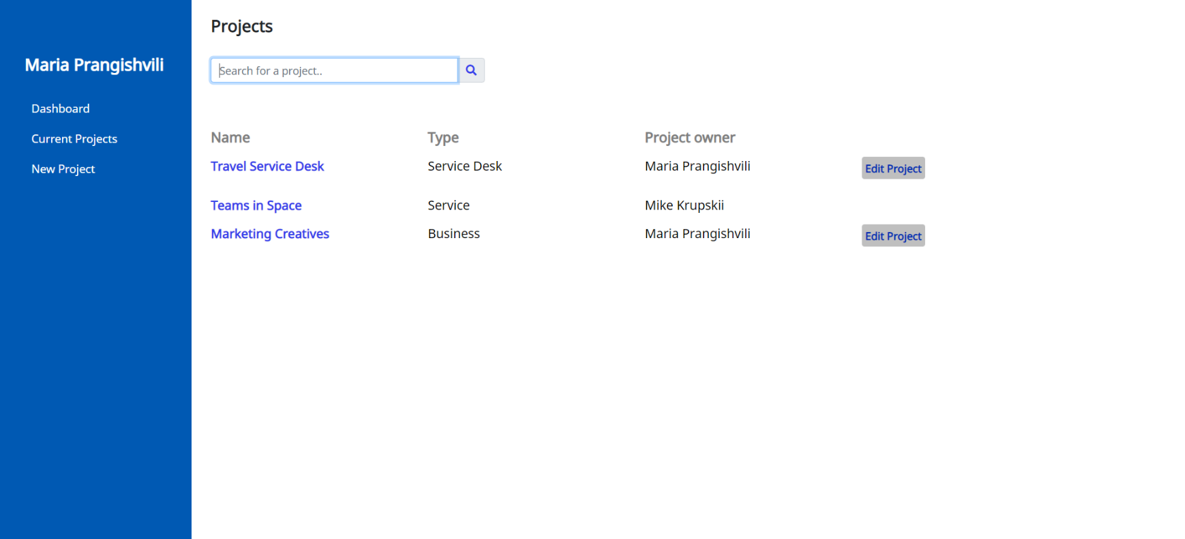 Maria Prangishvili
Dashboard
Current Projects
New Project
Projects
Search for a project..
Name Type Project owner
Travel Service Desk Service Desk Maria Prangishvili Edit Project
Teams in Space Service Mike Krupskii
Marketing Creatives Business Maria Prangishvili Edit Project